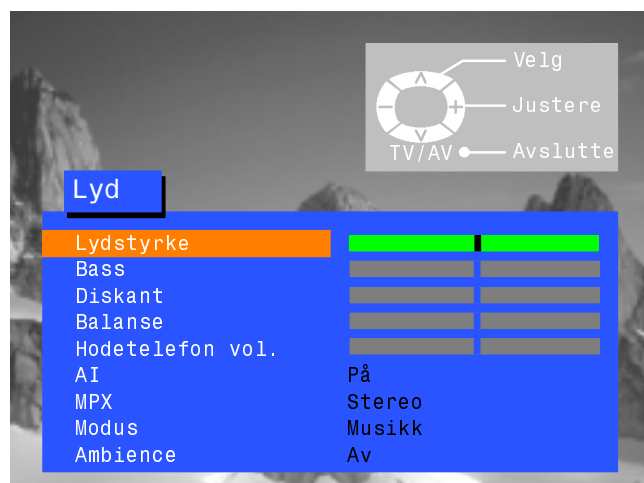 Velg
Justere
TV/AV Avslutte
Lyd
Lydstyrke
Bass
Diskant
Balanse
Hodetelefon vol.
AI På
MPX Stereo
Modus Musikk
Ambience Av